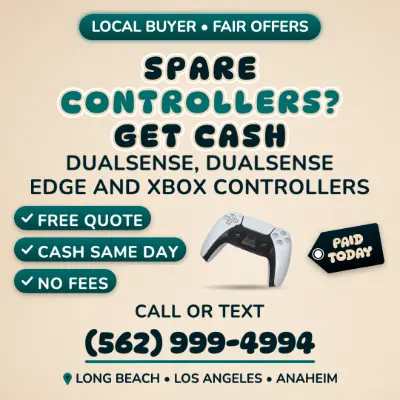 LOCAL BUYER • FAIR OFFERS
SPARE
CONTROLLERS?
GET CASH
DUALSENSE, DUALSENSE
EDGE AND XBOX CONTROLLERS
✓ FREE QUOTE
✓ CASH SAME DAY
✓ NO FEES
PAID
TODAY
CALL OR TEXT
(562) 999-4994
LONG BEACH • LOS ANGELES • ANAHEIM